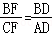 BF/CF = BD/AD